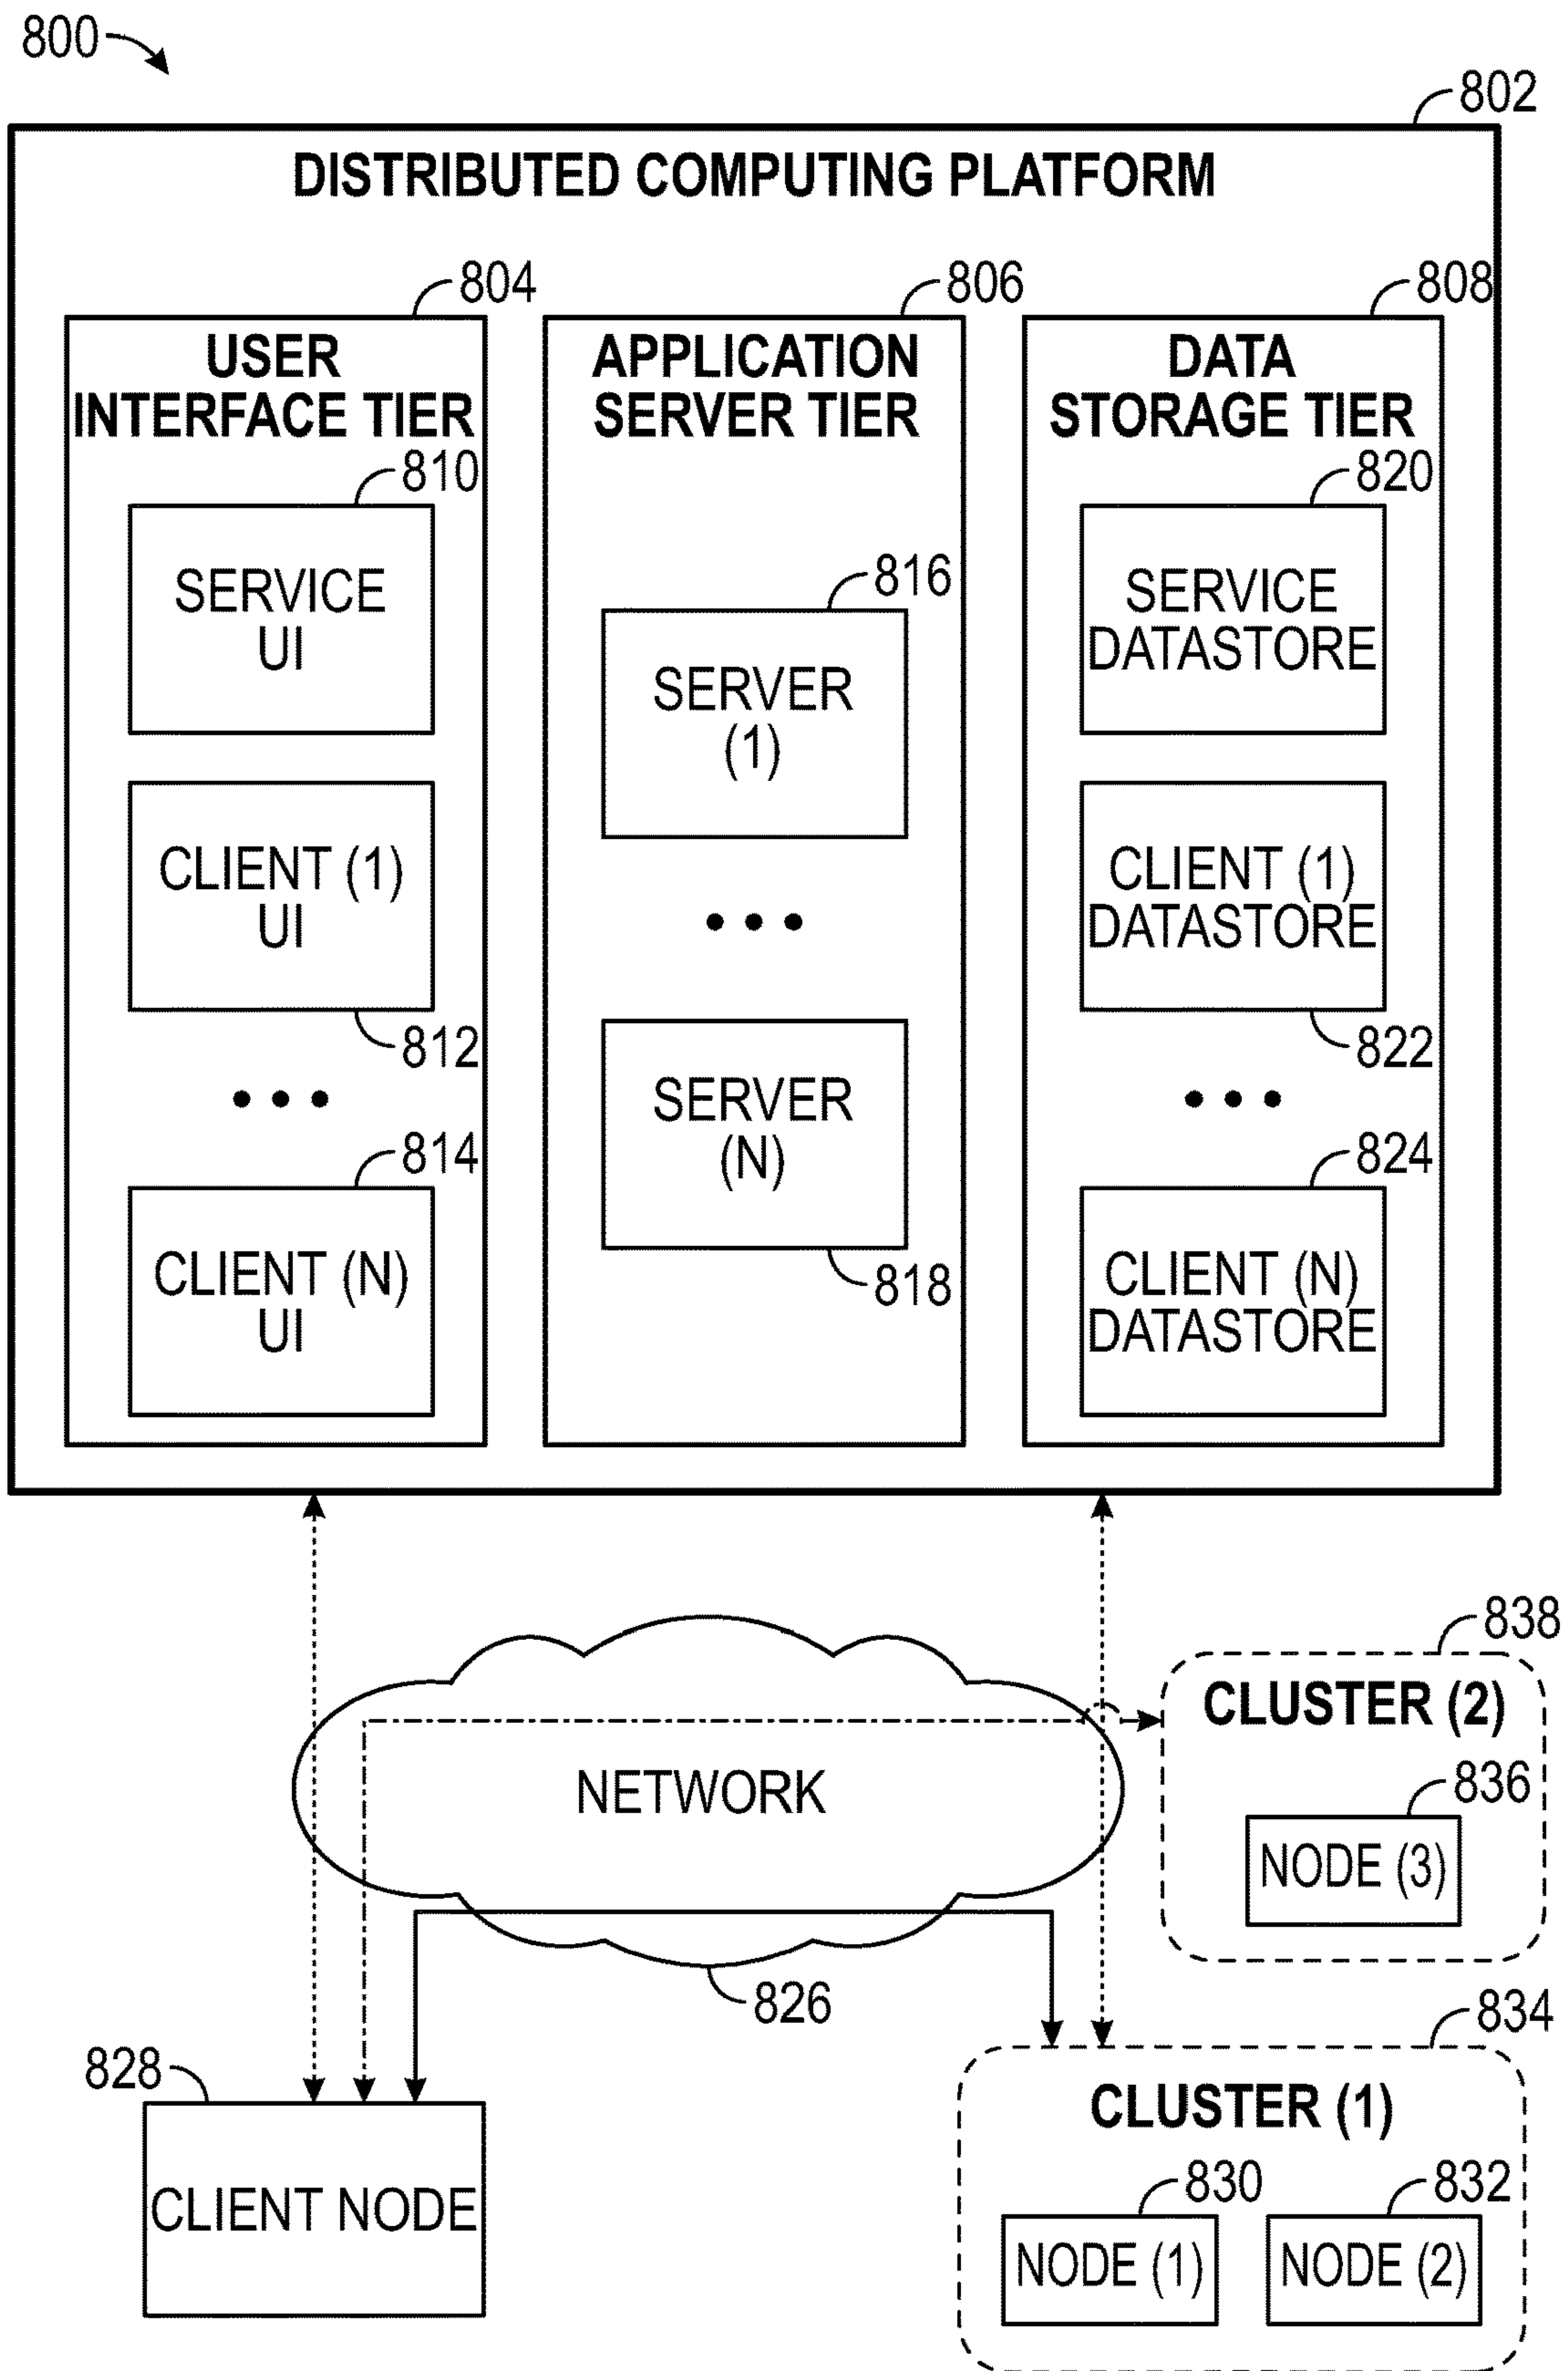 800
802
DISTRIBUTED COMPUTING PLATFORM
804
USER
INTERFACE TIER
810
SERVICE
UI
CLIENT (1)
UI
812
814
CLIENT (N)
UI
806
APPLICATION
SERVER TIER
816
SERVER
(1)
SERVER
(N)
818
808
DATA
STORAGE TIER
820
SERVICE
DATASTORE
CLIENT (1)
DATASTORE
822
824
CLIENT (N)
DATASTORE
NETWORK
826
838
CLUSTER (2)
836
NODE (3)
828
CLIENT NODE
834
CLUSTER (1)
830
NODE (1)
832
NODE (2)